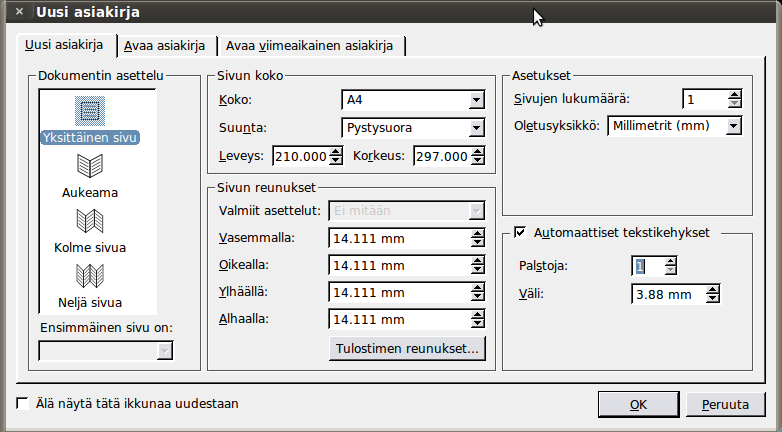 Uusi asiakirja
Uusi asiakirja
Avaa asiakirja
Avaa viimeaikainen asiakirja
Dokumentin asettelu
Yksittäinen sivu
Aukeama
Kolme sivua
Neljä sivua
Ensimmäinen sivu on:
Sivun koko
Koko: A4
Suunta: Pystysuora
Leveys: 210.000 Korkeus: 297.000
Sivun reunukset
Valmiit asettelut: Ei mitään
Vasemmalla: 14.111 mm
Oikealla: 14.111 mm
Ylhäällä: 14.111 mm
Alhaalla: 14.111 mm
Tulostimen reunukset...
Asetukset
Sivujen lukumäärä: 1
Oletusyksikkö: Millimetrit (mm)
Automaattiset tekstikehykset
Palstoja: 1
Väli: 3.88 mm
Älä näytä tätä ikkunaa uudestaan
OK
Peruuta